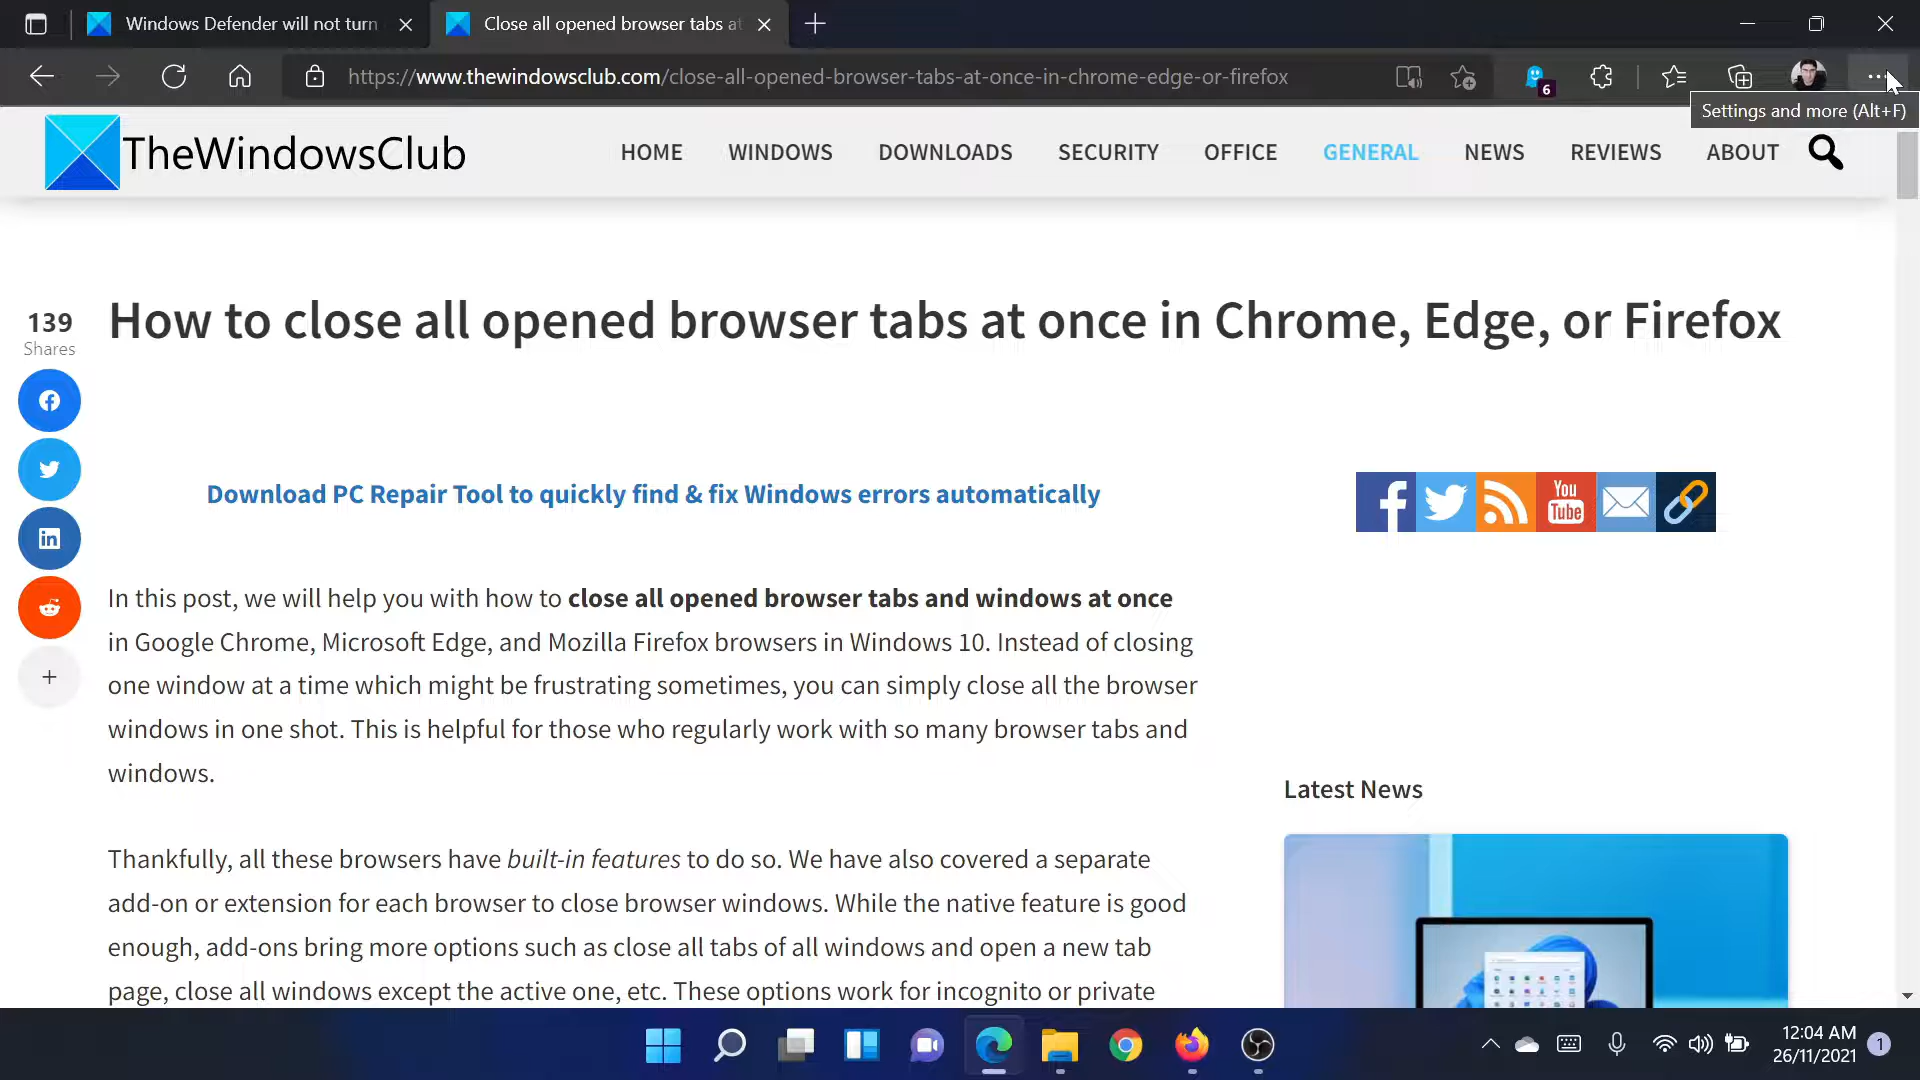 Windows Defender will not turn
Close all opened browser tabs at
https://www.thewindowsclub.com/close-all-opened-browser-tabs-at-once-in-chrome-edge-or-firefox
6
Settings and more (Alt+F)
TheWindowsClub
HOME
WINDOWS
DOWNLOADS
SECURITY
OFFICE
GENERAL
NEWS
REVIEWS
ABOUT
139
Shares
How to close all opened browser tabs at once in Chrome, Edge, or Firefox
Download PC Repair Tool to quickly find & fix Windows errors automatically
You
Tube
In this post, we will help you with how to close all opened browser tabs and windows at once
in Google Chrome, Microsoft Edge, and Mozilla Firefox browsers in Windows 10. Instead of closing
one window at a time which might be frustrating sometimes, you can simply close all the browser
windows in one shot. This is helpful for those who regularly work with so many browser tabs and
windows.
Latest News
Thankfully, all these browsers have built-in features to do so. We have also covered a separate
add-on or extension for each browser to close browser windows. While the native feature is good
enough, add-ons bring more options such as close all tabs of all windows and open a new tab
page, close all windows except the active one, etc. These options work for incognito or private
12:04 AM
26/11/2021
1